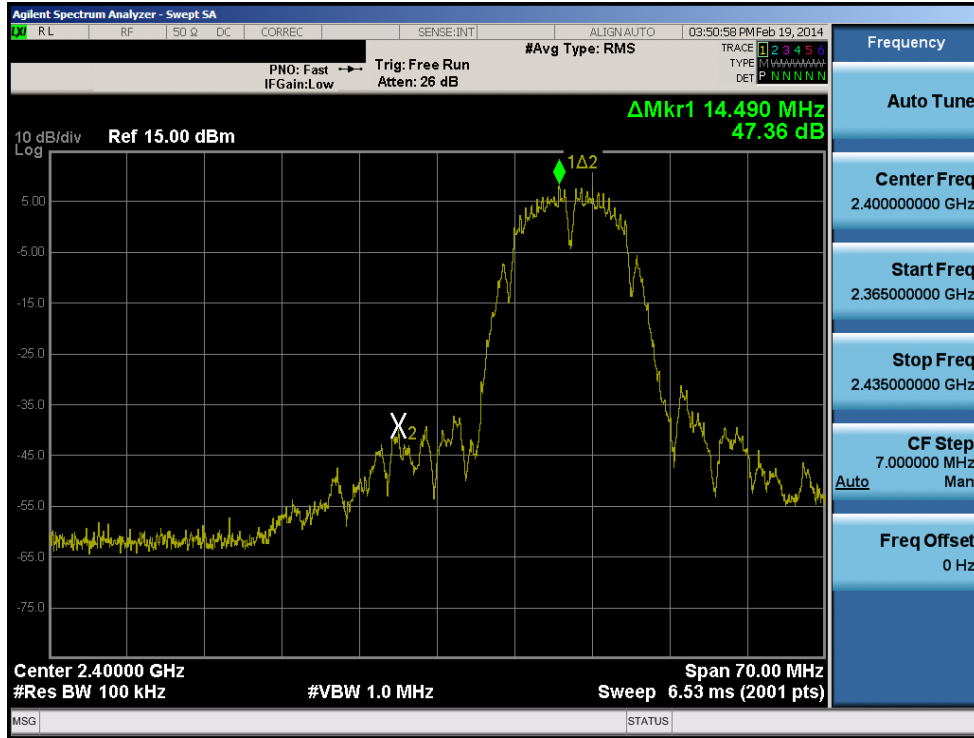 Agilent Spectrum Analyzer - Swept SA
LXI RL RF 50 Ω DC CORREC SENSE:INT ALIGN AUTO 03:50:58 PM Feb 19, 2014
PNO: Fast
IFGain:Low
Trig: Free Run
Atten: 26 dB
#Avg Type: RMS
TRACE 1 2 3 4 5 6
TYPE M W W W W W
DET P N N N N N
ΔMkr1 14.490 MHz
47.36 dB
10 dB/div Ref 15.00 dBm
Log
1Δ2
5.00
-5.00
-15.0
-25.0
-35.0
X2
-45.0
-55.0
-65.0
-75.0
Center 2.40000 GHz Span 70.00 MHz
#Res BW 100 kHz #VBW 1.0 MHz Sweep 6.53 ms (2001 pts)
MSG STATUS
Frequency
Auto Tune
Center Freq
2.400000000 GHz
Start Freq
2.365000000 GHz
Stop Freq
2.435000000 GHz
CF Step
7.000000 MHz
Auto Man
Freq Offset
0 Hz